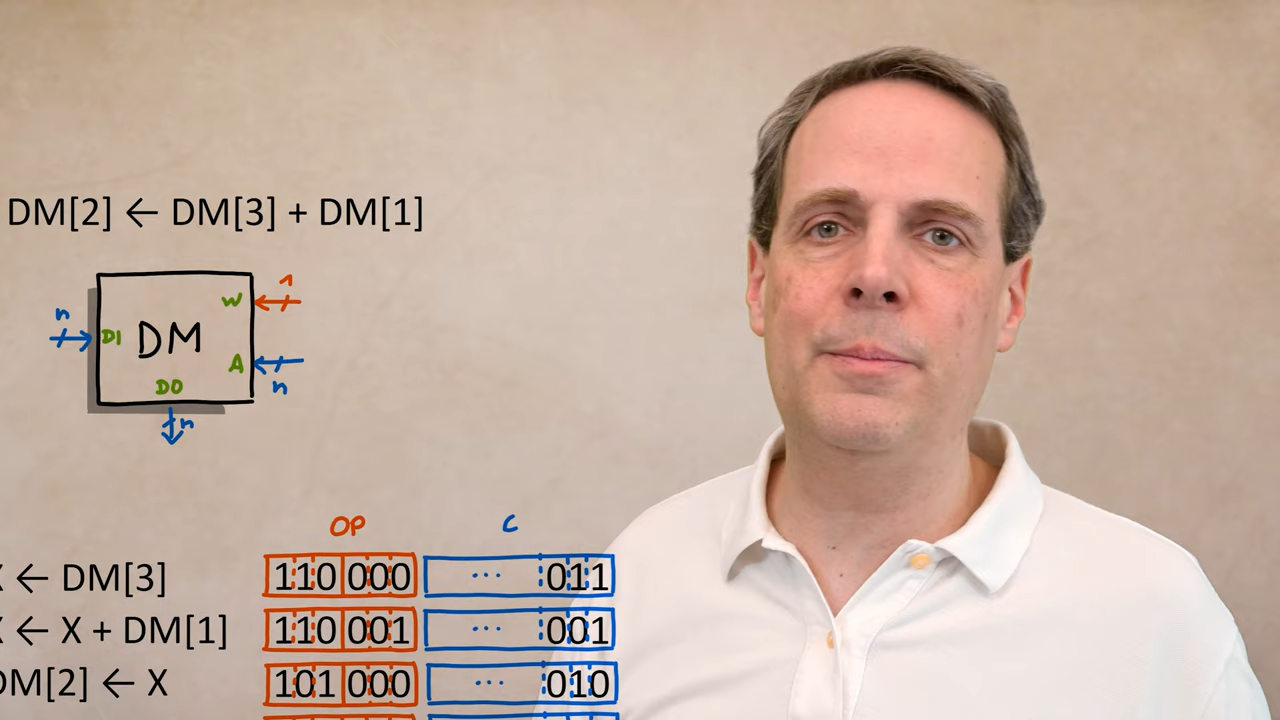 DM[2] ← DM[3] + DM[1]
1
W
n
DI
DM
A
DO
n
n
OP C
X ← DM[3] 110 000 ... 011
X ← X + DM[1] 110 001 ... 001
DM[2] ← X 101 000 ... 010